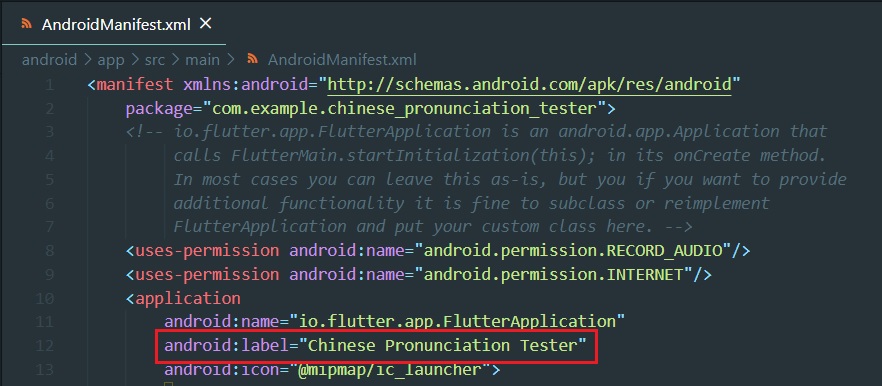 AndroidManifest.xml ×
android > app > src > main > AndroidManifest.xml
1 <manifest xmlns:android="http://schemas.android.com/apk/res/android"
2 package="com.example.chinese_pronunciation_tester">
3 <!-- io.flutter.app.FlutterApplication is an android.app.Application that
4 calls FlutterMain.startInitialization(this); in its onCreate method.
5 In most cases you can leave this as-is, but you if you want to provide
6 additional functionality it is fine to subclass or reimplement
7 FlutterApplication and put your custom class here. -->
8 <uses-permission android:name="android.permission.RECORD_AUDIO"/>
9 <uses-permission android:name="android.permission.INTERNET"/>
10 <application
11 android:name="io.flutter.app.FlutterApplication"
12 android:label="Chinese Pronunciation Tester"
13 android:icon="@mipmap/ic_launcher">